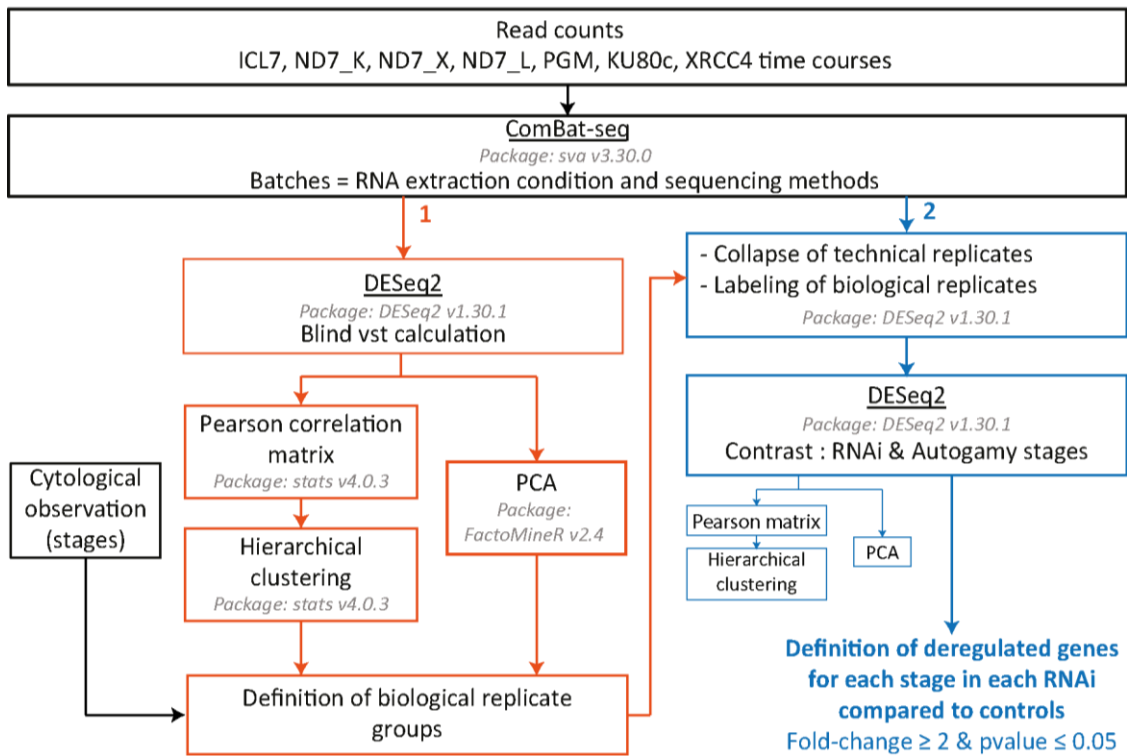 Read counts
ICL7, ND7_K, ND7_X, ND7_L, PGM, KU80c, XRCC4 time courses
ComBat-seq
Package: sva v3.30.0
Batches = RNA extraction condition and sequencing methods
1
2
DESeq2
Package: DESeq2 v1.30.1
Blind vst calculation
Pearson correlation
matrix
Package: stats v4.0.3
Hierarchical
clustering
Package: stats v4.0.3
PCA
Package:
FactoMineR v2.4
Cytological
observation
(stages)
Definition of biological replicate
groups
- Collapse of technical replicates
- Labeling of biological replicates
Package: DESeq2 v1.30.1
DESeq2
Package: DESeq2 v1.30.1
Contrast : RNAi & Autogamy stages
Pearson matrix
Hierarchical
clustering
PCA
Definition of deregulated genes
for each stage in each RNAi
compared to controls
Fold-change ≥ 2 & pvalue ≤ 0.05